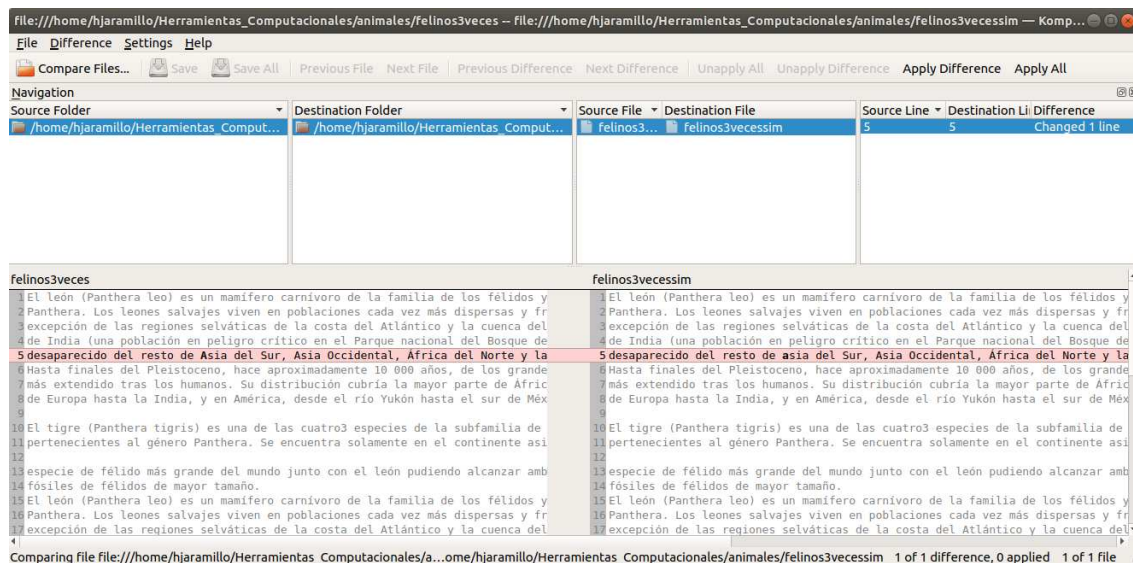 file:///home/hjaramillo/Herramientas_Computacionales/animales/felinos3veces -- file:///home/hjaramillo/Herramientas_Computacionales/animales/felinos3vecessim — Komp...
File Difference Settings Help
Compare Files... Save Save All Previous File Next File Previous Difference Next Difference Unapply All Unapply Difference Apply Difference Apply All
Navigation
Source Folder Destination Folder Source File Destination File Source Line Destination Li Difference
/home/hjaramillo/Herramientas_Comput... /home/hjaramillo/Herramientas_Comput... felinos3... felinos3vecessim 5 5 Changed 1 line
felinos3veces felinos3vecessim
1 El león (Panthera leo) es un mamífero carnívoro de la familia de los félidos y 1 El león (Panthera leo) es un mamífero carnívoro de la familia de los félidos y
2 Panthera. Los leones salvajes viven en poblaciones cada vez más dispersas y fr 2 Panthera. Los leones salvajes viven en poblaciones cada vez más dispersas y fr
3 excepción de las regiones selváticas de la costa del Atlántico y la cuenca del 3 excepción de las regiones selváticas de la costa del Atlántico y la cuenca del
4 de India (una población en peligro crítico en el Parque nacional del Bosque de 4 de India (una población en peligro crítico en el Parque nacional del Bosque de
5 desaparecido del resto de Asia del Sur, Asia Occidental, África del Norte y la 5 desaparecido del resto de asia del Sur, Asia Occidental, África del Norte y la
6 Hasta finales del Pleistoceno, hace aproximadamente 10 000 años, de los grande 6 Hasta finales del Pleistoceno, hace aproximadamente 10 000 años, de los grande
7 más extendido tras los humanos. Su distribución cubría la mayor parte de Áfric 7 más extendido tras los humanos. Su distribución cubría la mayor parte de Áfric
8 de Europa hasta la India, y en América, desde el río Yukón hasta el sur de Méx 8 de Europa hasta la India, y en América, desde el río Yukón hasta el sur de Méx
9 9
10 El tigre (Panthera tigris) es una de las cuatro3 especies de la subfamilia de 10 El tigre (Panthera tigris) es una de las cuatro3 especies de la subfamilia de
11 pertenecientes al género Panthera. Se encuentra solamente en el continente asi 11 pertenecientes al género Panthera. Se encuentra solamente en el continente asi
12 12
13 especie de félido más grande del mundo junto con el león pudiendo alcanzar amb 13 especie de félido más grande del mundo junto con el león pudiendo alcanzar amb
14 fósiles de félidos de mayor tamaño. 14 fósiles de félidos de mayor tamaño.
15 El león (Panthera leo) es un mamífero carnívoro de la familia de los félidos y 15 El león (Panthera leo) es un mamífero carnívoro de la familia de los félidos y
16 Panthera. Los leones salvajes viven en poblaciones cada vez más dispersas y fr 16 Panthera. Los leones salvajes viven en poblaciones cada vez más dispersas y fr
17 excepción de las regiones selváticas de la costa del Atlántico y la cuenca del 17 excepción de las regiones selváticas de la costa del Atlántico y la cuenca del
Comparing file file:///home/hjaramillo/Herramientas_Computacionales/a...ome/hjaramillo/Herramientas_Computacionales/animales/felinos3vecessim 1 of 1 difference, 0 applied 1 of 1 file